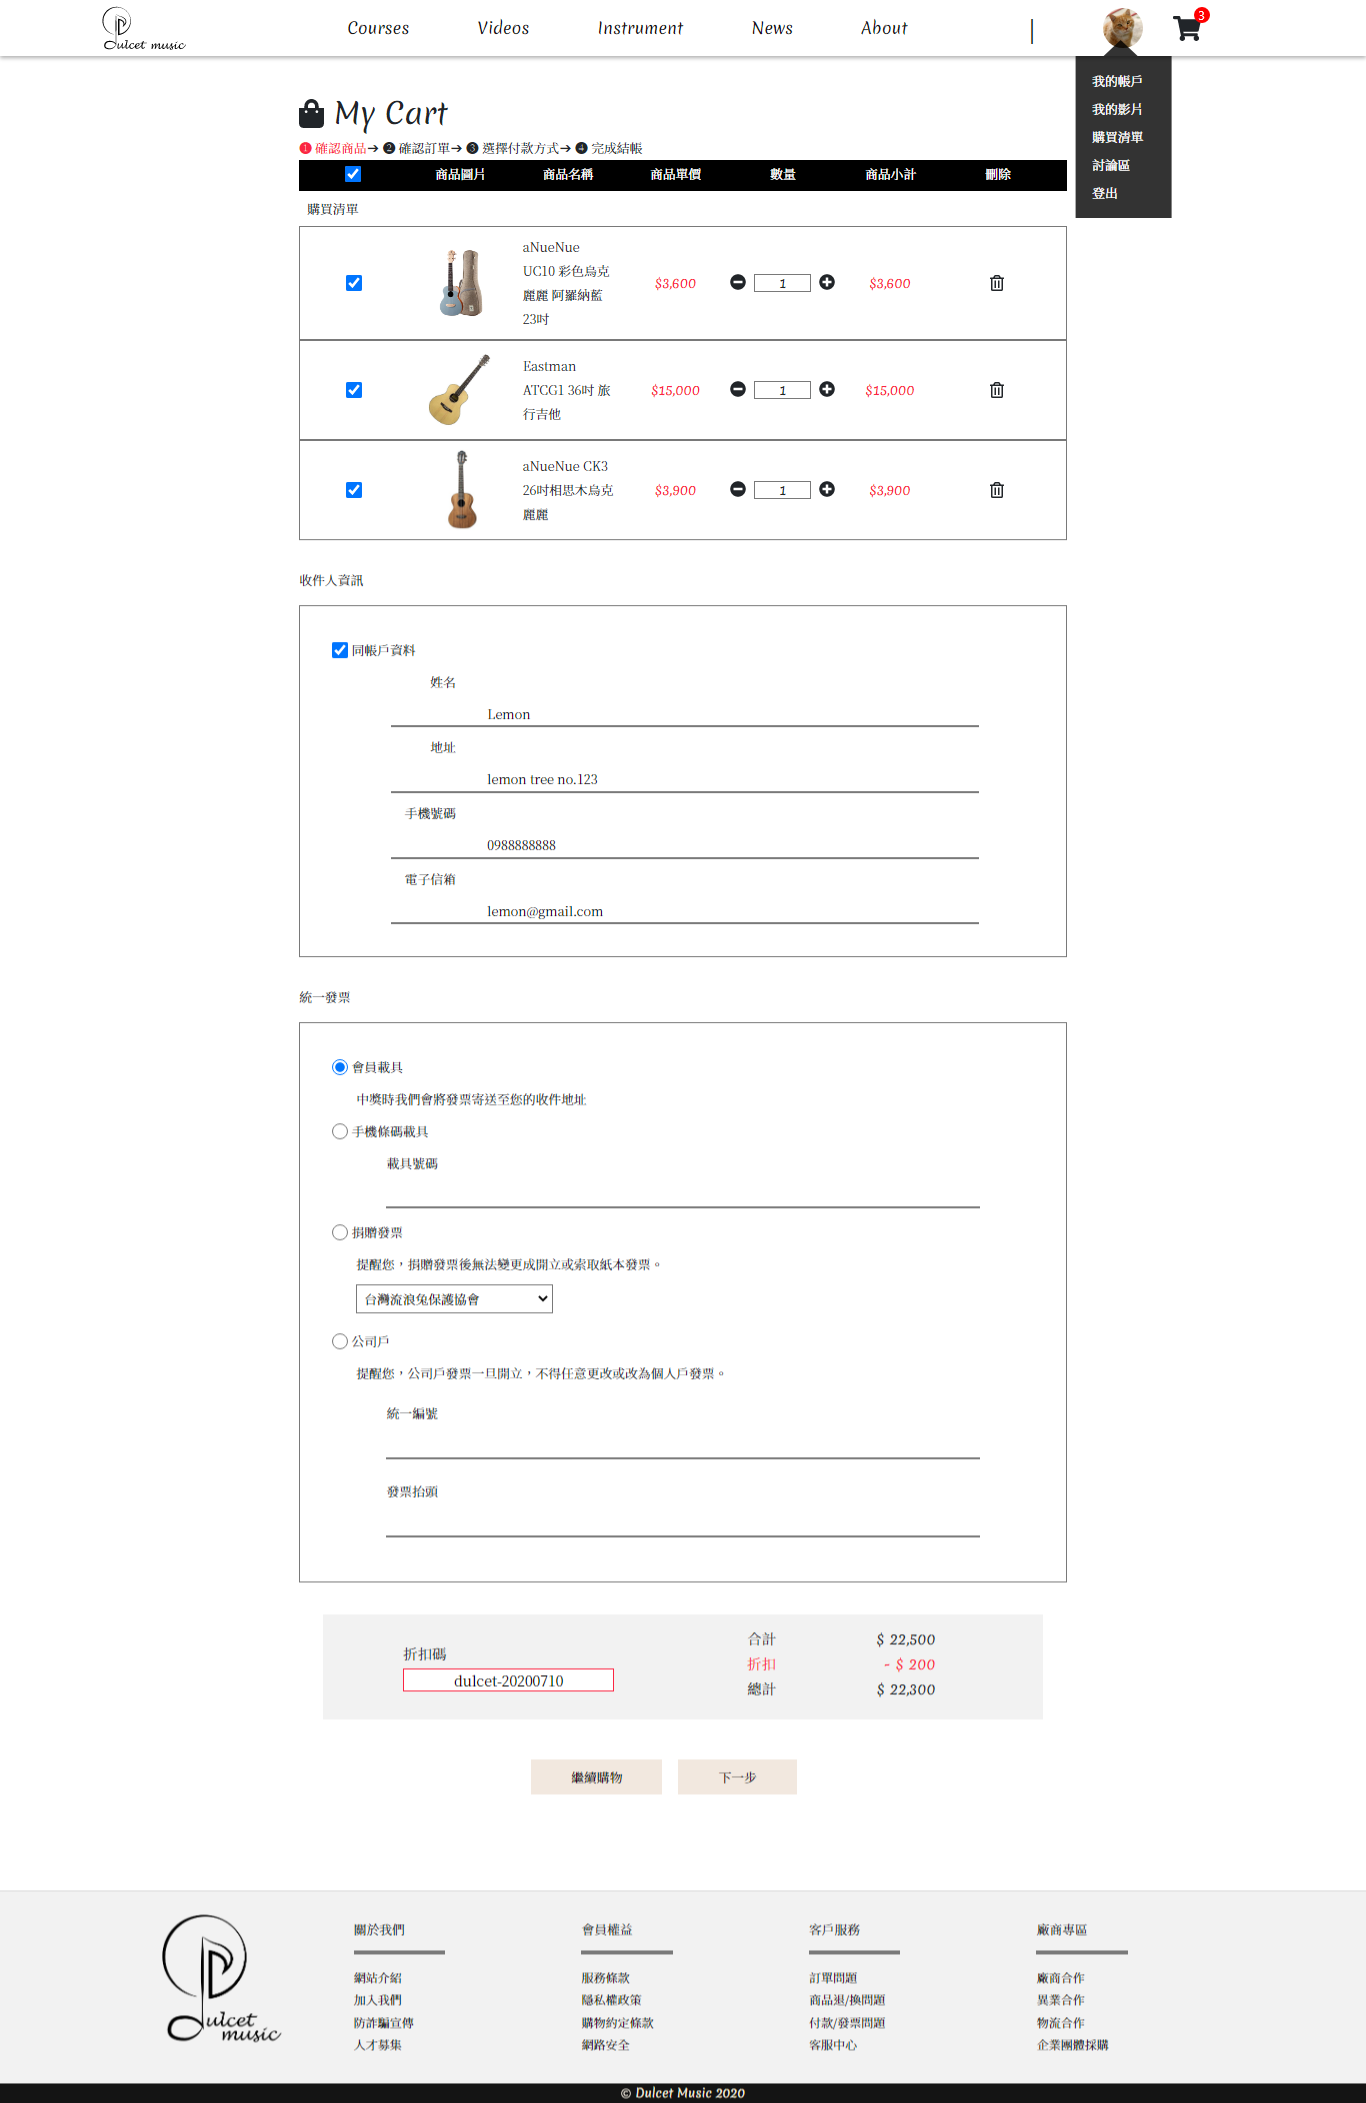 Dulcet music
Courses
Videos
Instrument
News
About
|
3
我的帳戶
我的影片
購買清單
討論區
登出
My Cart
❶ 確認商品➔ ❷ 確認訂單➔ ❸ 選擇付款方式➔ ❹ 完成結帳
商品圖片 商品名稱 商品單價 數量 商品小計 刪除
購買清單
aNueNue
UC10 彩色烏克
麗麗 阿羅納藍
23吋
$3,600
1
$3,600
Eastman
ATCG1 36吋 旅
行吉他
$15,000
1
$15,000
aNueNue CK3
26吋相思木烏克
麗麗
$3,900
1
$3,900
收件人資訊
同帳戶資料
姓名
Lemon
地址
lemon tree no.123
手機號碼
0988888888
電子信箱
lemon@gmail.com
統一發票
會員載具
中獎時我們會將發票寄送至您的收件地址
手機條碼載具
載具號碼
捐贈發票
提醒您，捐贈發票後無法變更成開立或索取紙本發票。
台灣流浪兔保護協會
公司戶
提醒您，公司戶發票一旦開立，不得任意更改或改為個人戶發票。
統一編號
發票抬頭
折扣碼
dulcet-20200710
合計 $ 22,500
折扣 - $ 200
總計 $ 22,300
繼續購物
下一步
Dulcet
music
關於我們
網站介紹
加入我們
防詐騙宣傳
人才募集
會員權益
服務條款
隱私權政策
購物約定條款
網路安全
客戶服務
訂單問題
商品退/換問題
付款/發票問題
客服中心
廠商專區
廠商合作
異業合作
物流合作
企業團體採購
© Dulcet Music 2020